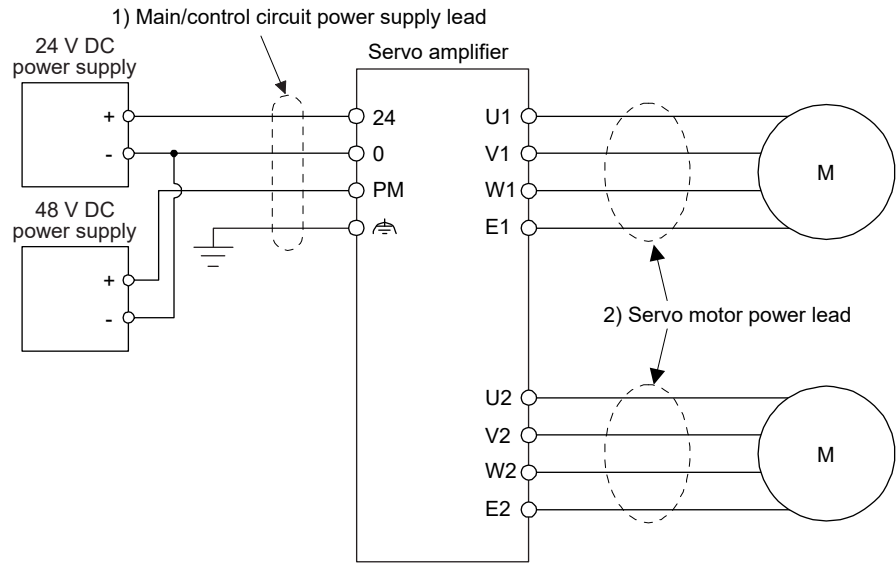 1) Main/control circuit power supply lead
24 V DC
power supply
+
-
48 V DC
power supply
+
-
Servo amplifier
24
0
PM
U1
V1
W1
E1
M
2) Servo motor power lead
U2
V2
W2
E2
M